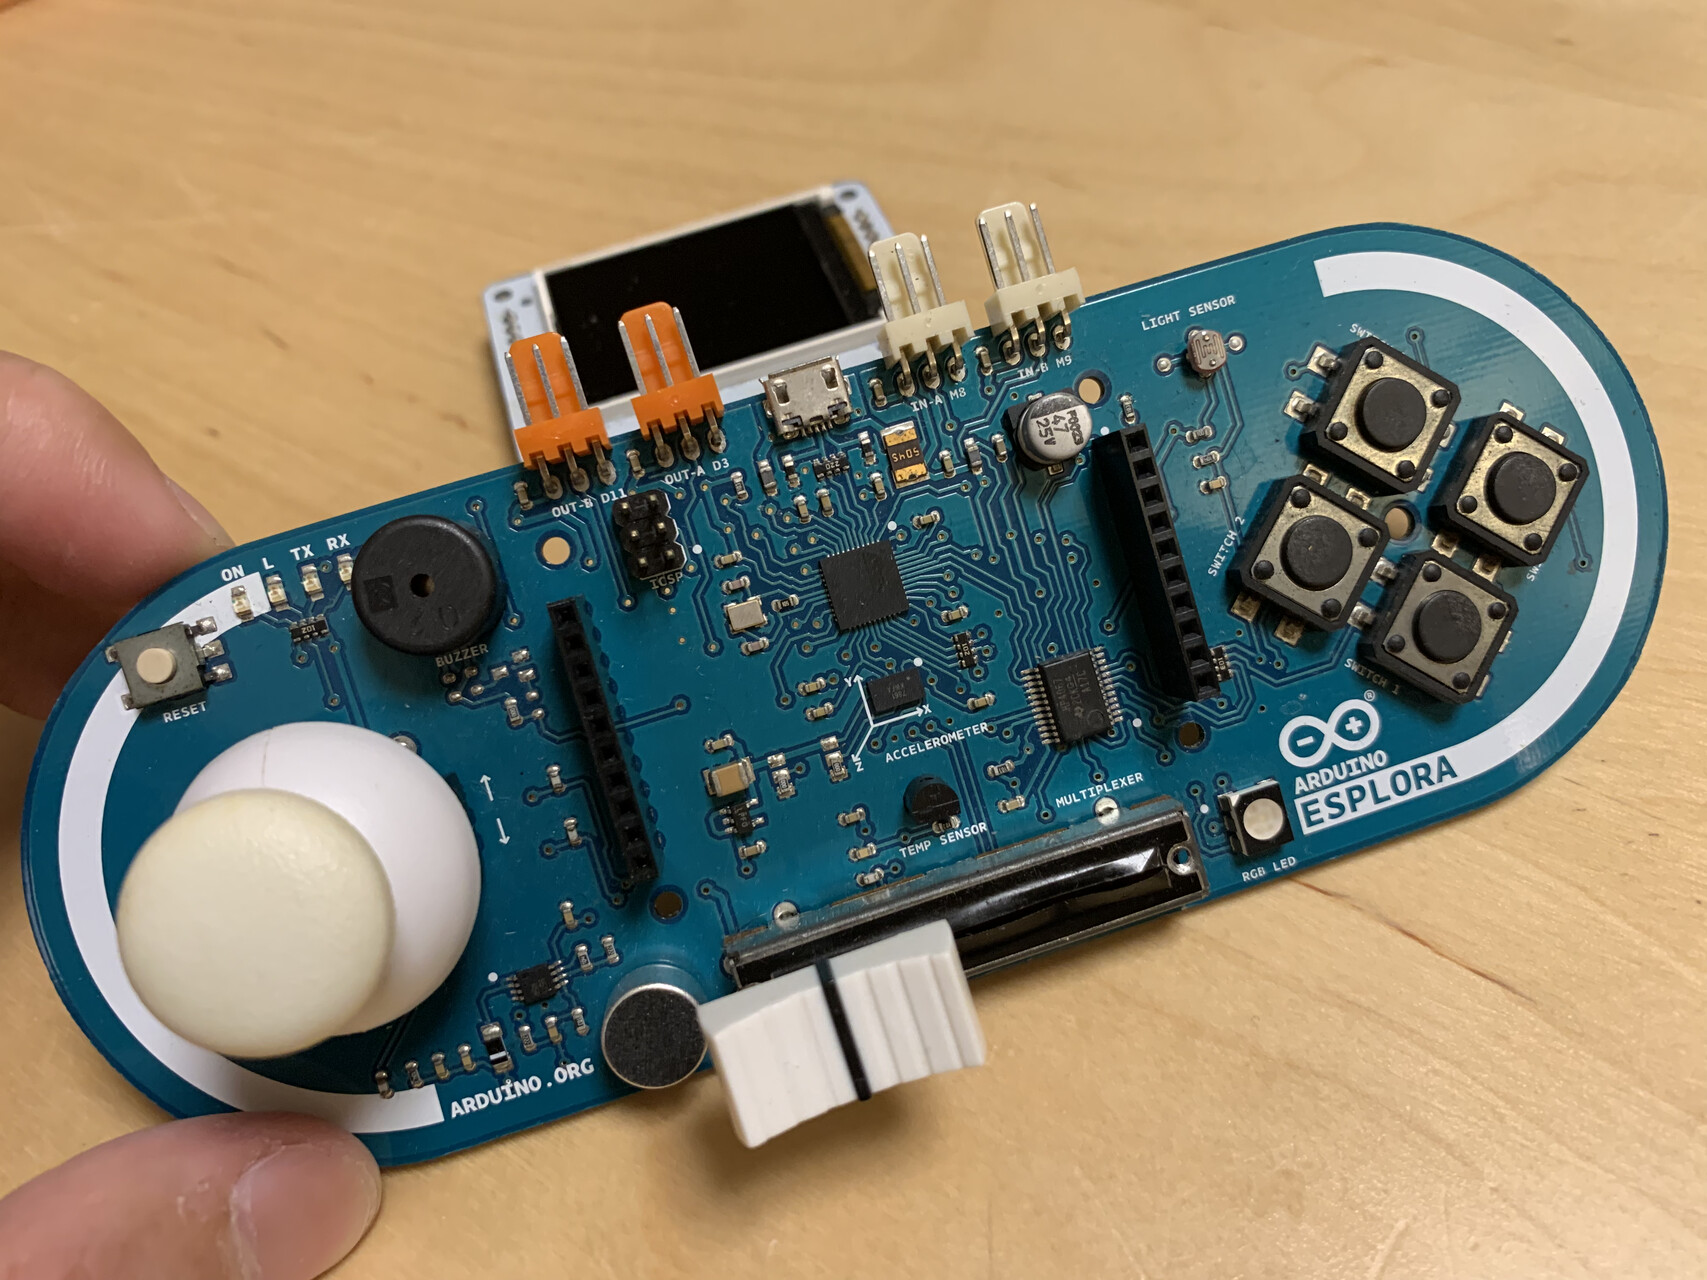 LIGHT SENSOR
IN-B M9
IN-A M8
47
25V
OUT-A D3
OUT-B D11
ICSP
ON
L
TX
RX
BUZZER
RESET
SWITCH 2
SWITCH 1
Y
X
Z
ACCELEROMETER
MULTIPLEXER
TEMP SENSOR
RGB LED
ARDUINO
ESPLORA
ARDUINO.ORG